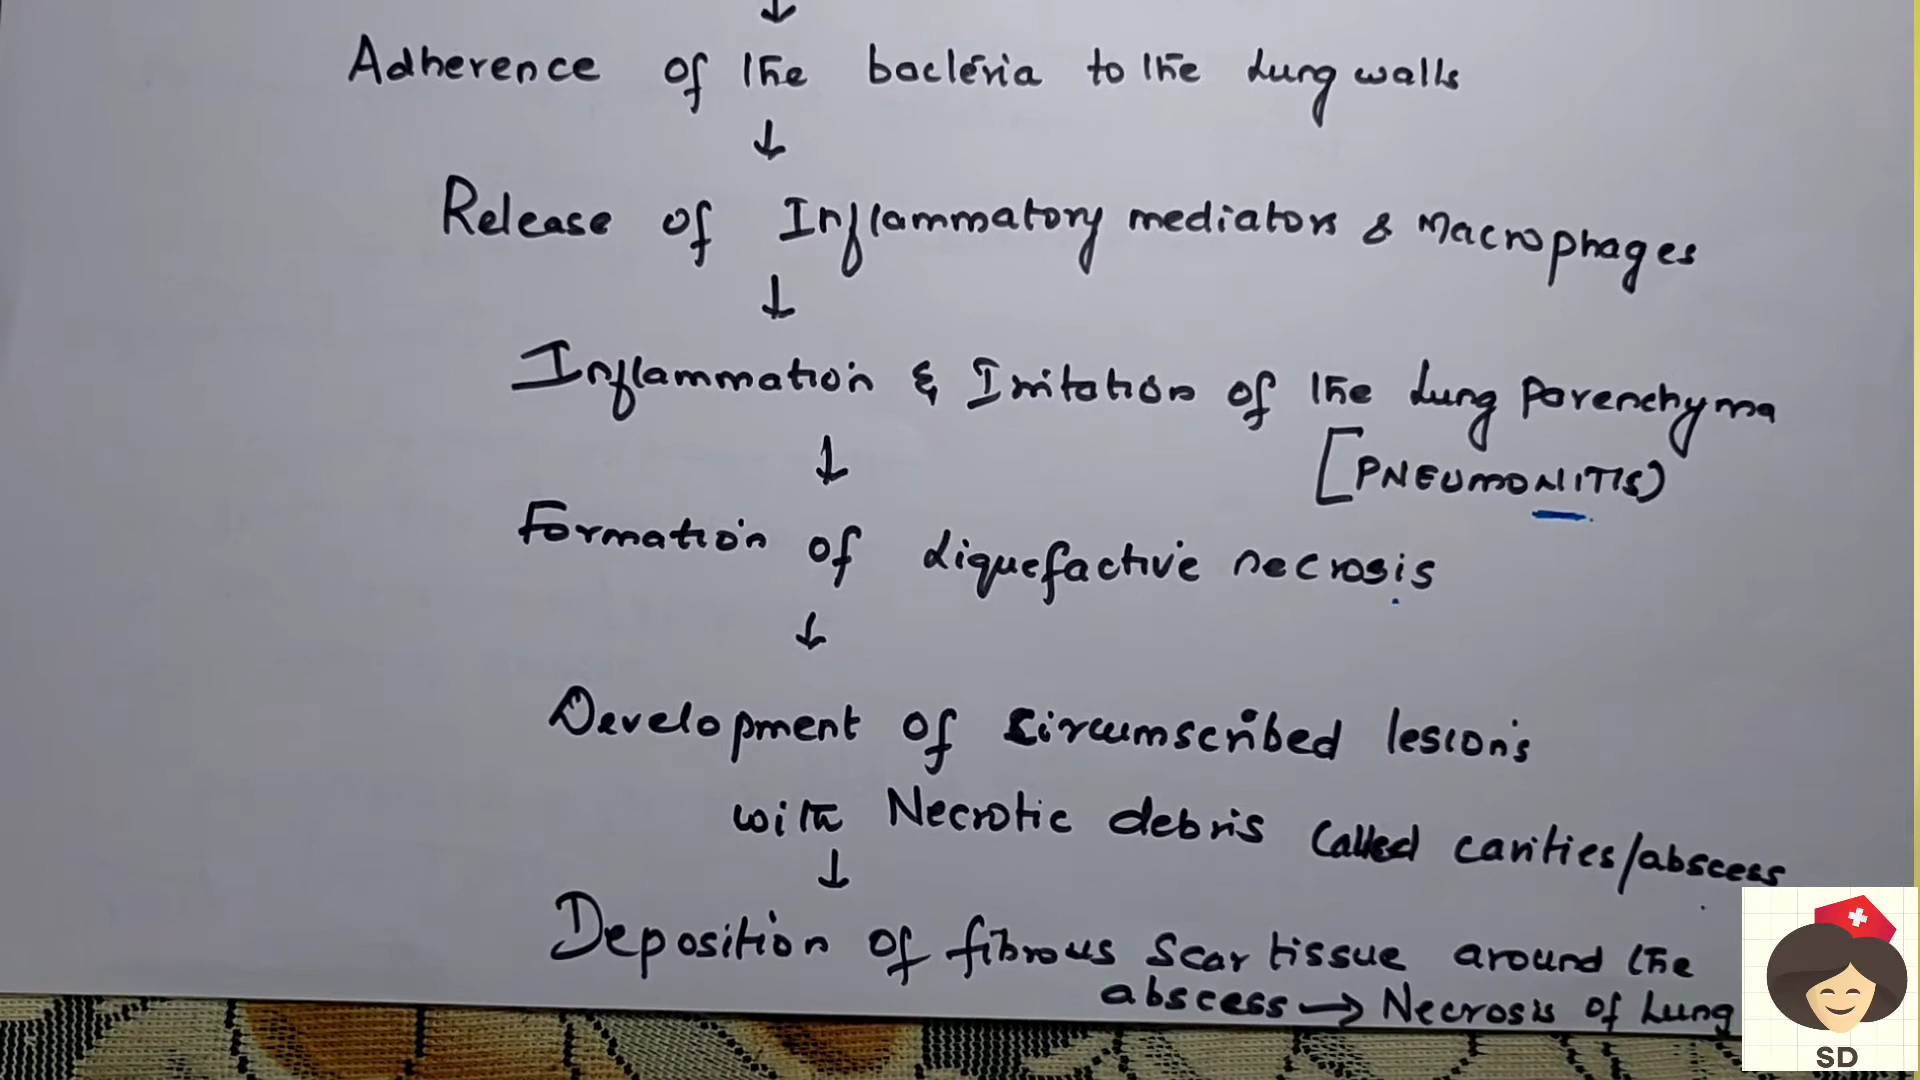 ↓
Adherence of the bacteria to the lung walls
↓
Release of Inflammatory mediators & Macrophages
↓
Inflammation & Irritation of the lung parenchyma
[PNEUMONITIS)
↓
Formation of liquefactive necrosis
↓
Development of circumscribed lesions
with Necrotic debris called cavities/abscess
↓
Deposition of fibrous scar tissue around the
abscess → Necrosis of lung
SD